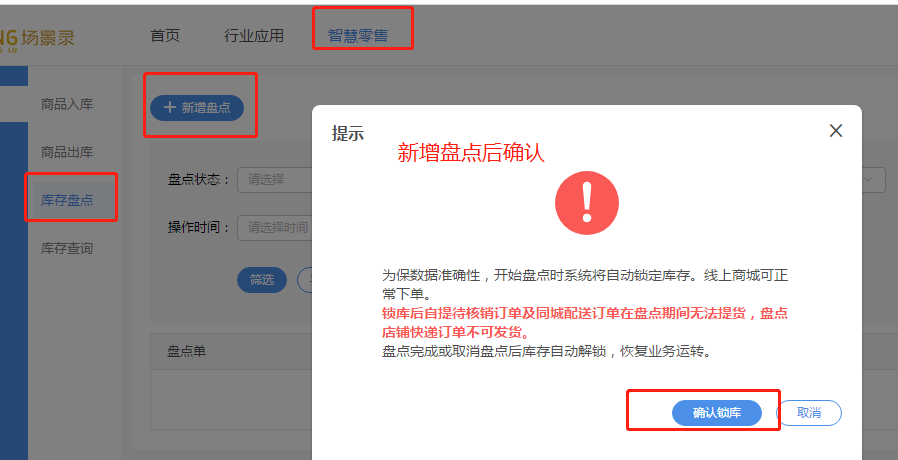 NG场景录
首页
行业应用
智慧零售
商品入库
商品出库
库存盘点
库存查询
+ 新增盘点
盘点状态：
请选择
操作时间：
请选择时间
筛选
盘点单
提示
新增盘点后确认
为保数据准确性，开始盘点时系统将自动锁定库存。线上商城可正
常下单。
锁库后自提待核销订单及同城配送订单在盘点期间无法提货，盘点
店铺快递订单不可发货。
盘点完成或取消盘点后库存自动解锁，恢复业务运转。
确认锁库
取消